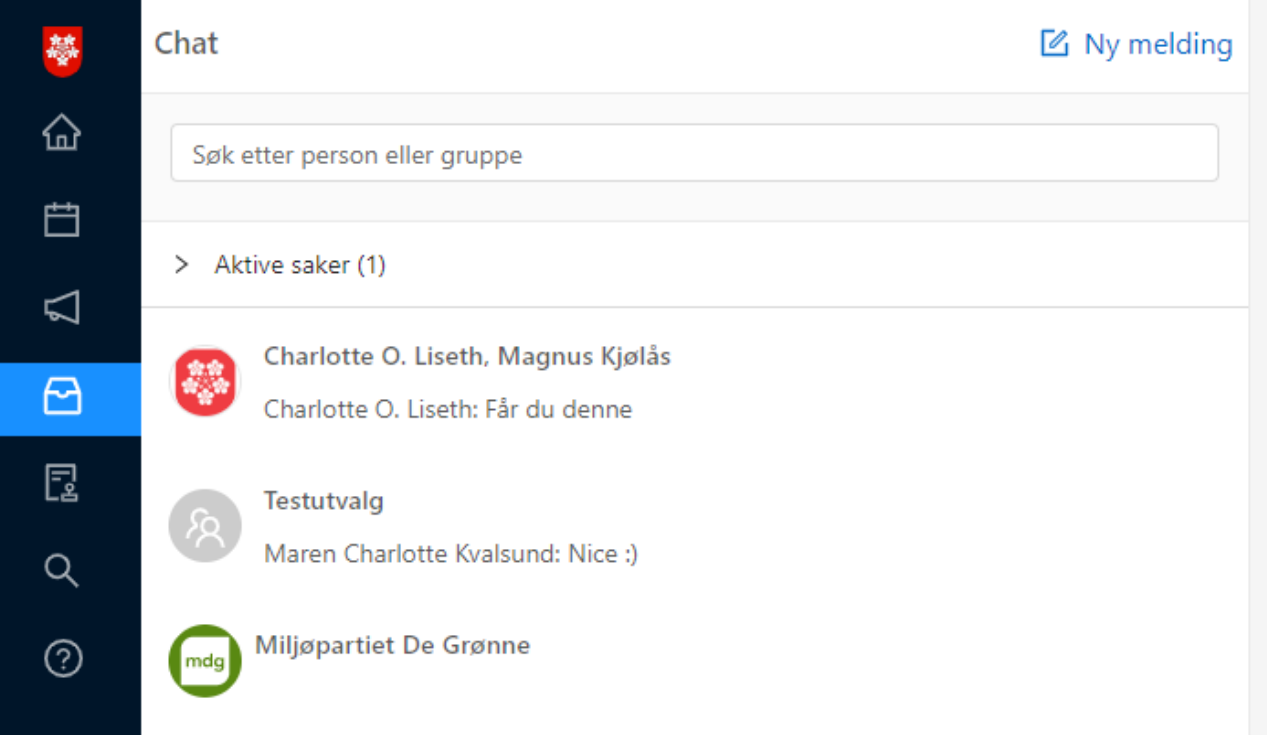 Chat
Ny melding
Søk etter person eller gruppe
Aktive saker (1)
Charlotte O. Liseth, Magnus Kjølås
Charlotte O. Liseth: Får du denne
Testutvalg
Maren Charlotte Kvalsund: Nice :)
Miljøpartiet De Grønne
mdg